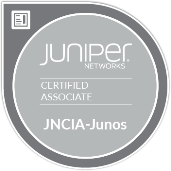 JUNIPER
NETWORKS
CERTIFIED
ASSOCIATE
JNCIA-Junos